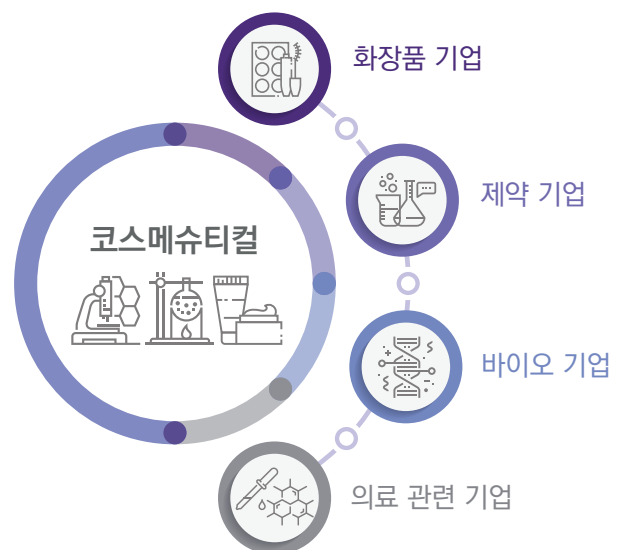 화장품 기업
제약 기업
코스메슈티컬
바이오 기업
의료 관련 기업